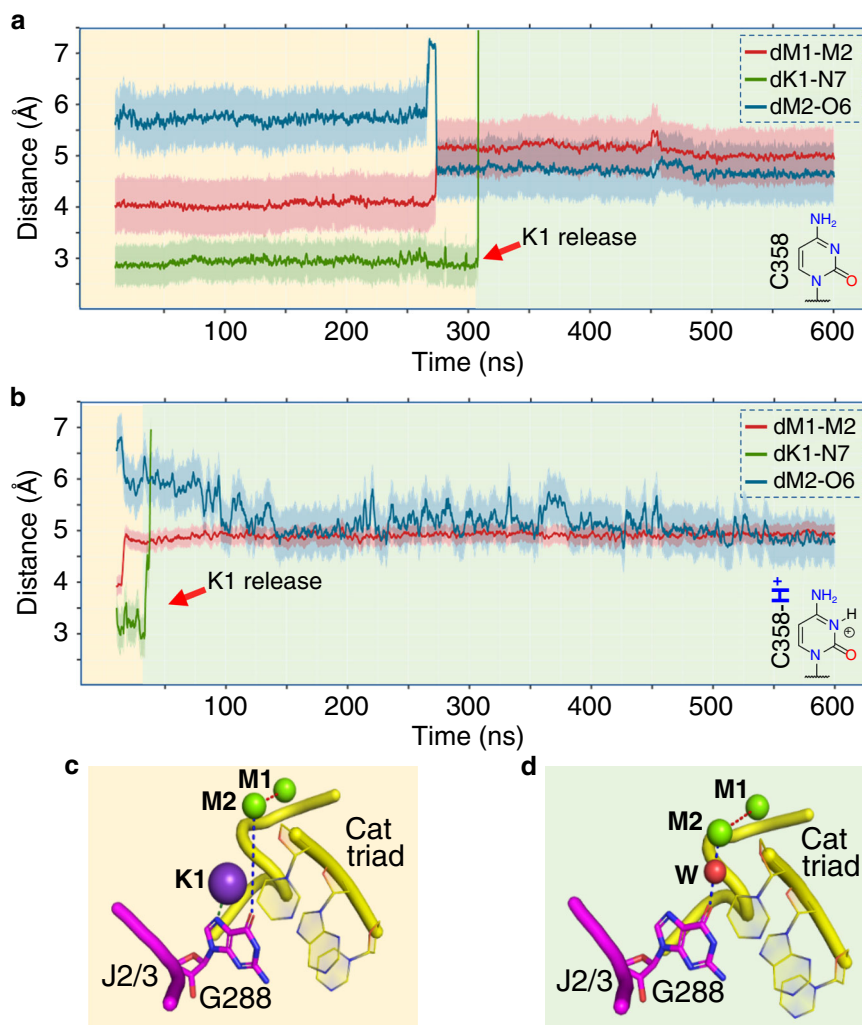 a
7
6
5
4
3
Distance (Å)
dM1-M2
dK1-N7
dM2-O6
K1 release
C358
NH₂
N
N
O
100
200
300
400
500
600
Time (ns)
b
7
6
5
4
3
Distance (Å)
dM1-M2
dK1-N7
dM2-O6
K1 release
C358-H⁺
NH₂
N
H
⊕
N
O
100
200
300
400
500
600
Time (ns)
c
M1
M2
Cat
triad
K1
J2/3
G288
d
M1
M2
Cat
triad
W
J2/3
G288